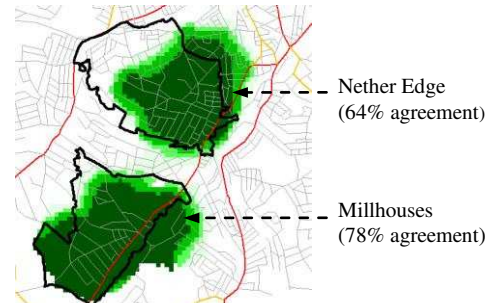 Nether Edge
(64% agreement)
Millhouses
(78% agreement)